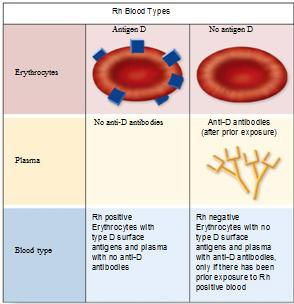 Rh Blood Types
Antigen D
No antigen D
Erythrocytes
No anti-D antibodies
Anti-D antibodies
(after prior exposure)
Plasma
Blood type
Rh positive
Erythrocytes with
type D surface
antigens and plasma
with no anti-D
antibodies
Rh negative
Erythrocytes with no
type D surface
antigens and plasma
with anti-D antibodies,
only if there has been
prior exposure to Rh
positive blood